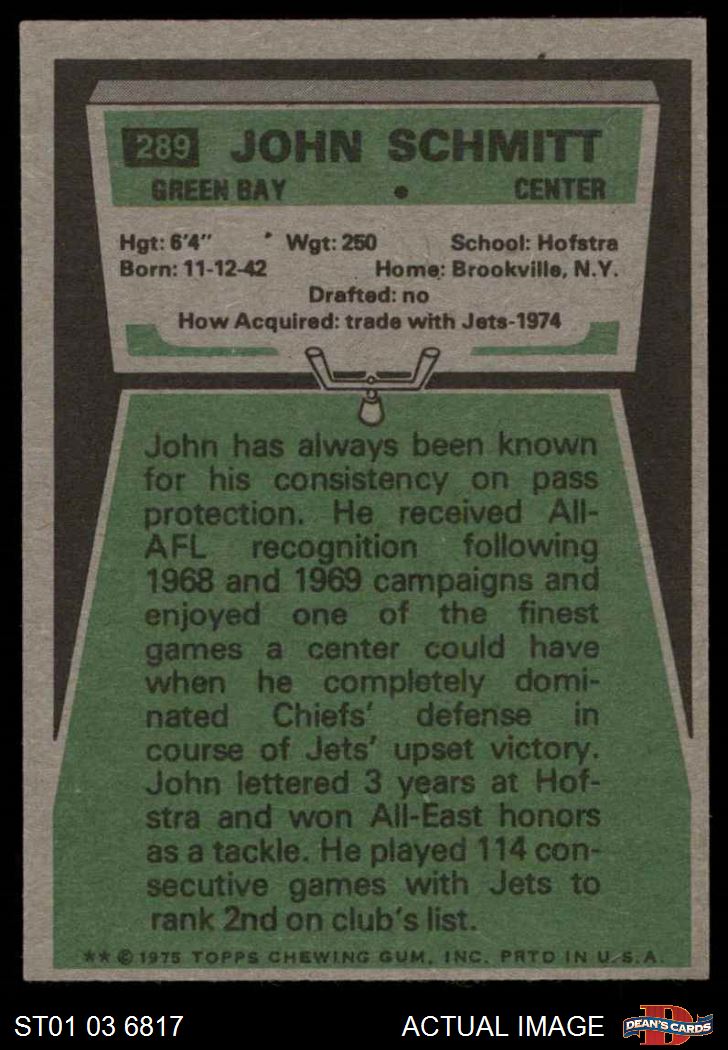 289 JOHN SCHMITT
GREEN BAY • CENTER
Hgt: 6'4" Wgt: 250 School: Hofstra
Born: 11-12-42 Home: Brookville, N.Y.
Drafted: no
How Acquired: trade with Jets-1974
John has always been known
for his consistency on pass
protection. He received All-
AFL recognition following
1968 and 1969 campaigns and
enjoyed one of the finest
games a center could have
when he completely domi-
nated Chiefs' defense in
course of Jets' upset victory.
John lettered 3 years at Hof-
stra and won All-East honors
as a tackle. He played 114 con-
secutive games with Jets to
rank 2nd on club's list.
** © 1975 TOPPS CHEWING GUM, INC. PRTD IN U.S.A.
ST01 03 6817 ACTUAL IMAGE DEAN'S CARDS